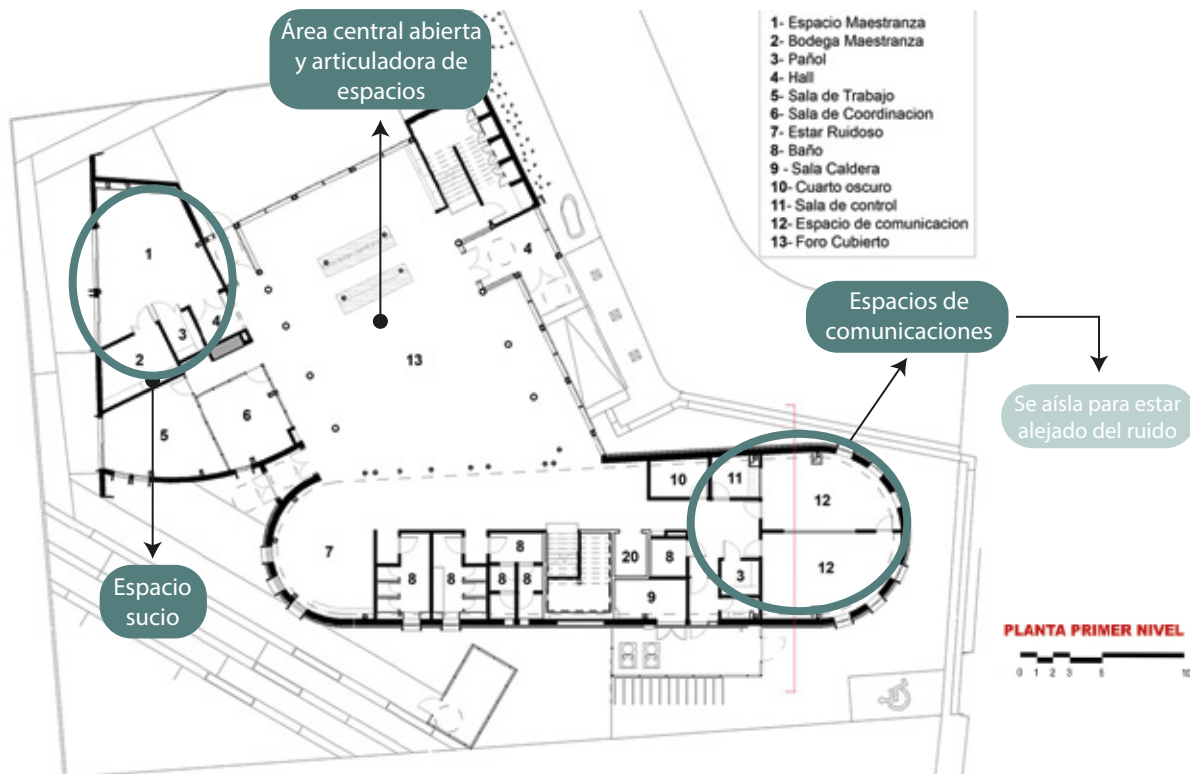 Área central abierta
y articuladora de
espacios
1- Espacio Maestranza
2- Bodega Maestranza
3- Pañol
4- Hall
5- Sala de Trabajo
6- Sala de Coordinacion
7- Estar Ruidoso
8- Baño
9 - Sala Caldera
10- Cuarto oscuro
11- Sala de control
12- Espacio de comunicacion
13- Foro Cubierto
1
4
3
4
2
13
6
5
Espacios de
comunicaciones
Se aísla para estar
alejado del ruido
10
11
12
7
8
20
8
3
12
8
8
8
8
9
Espacio
sucio
PLANTA PRIMER NIVEL
0 1 2 3 5 10